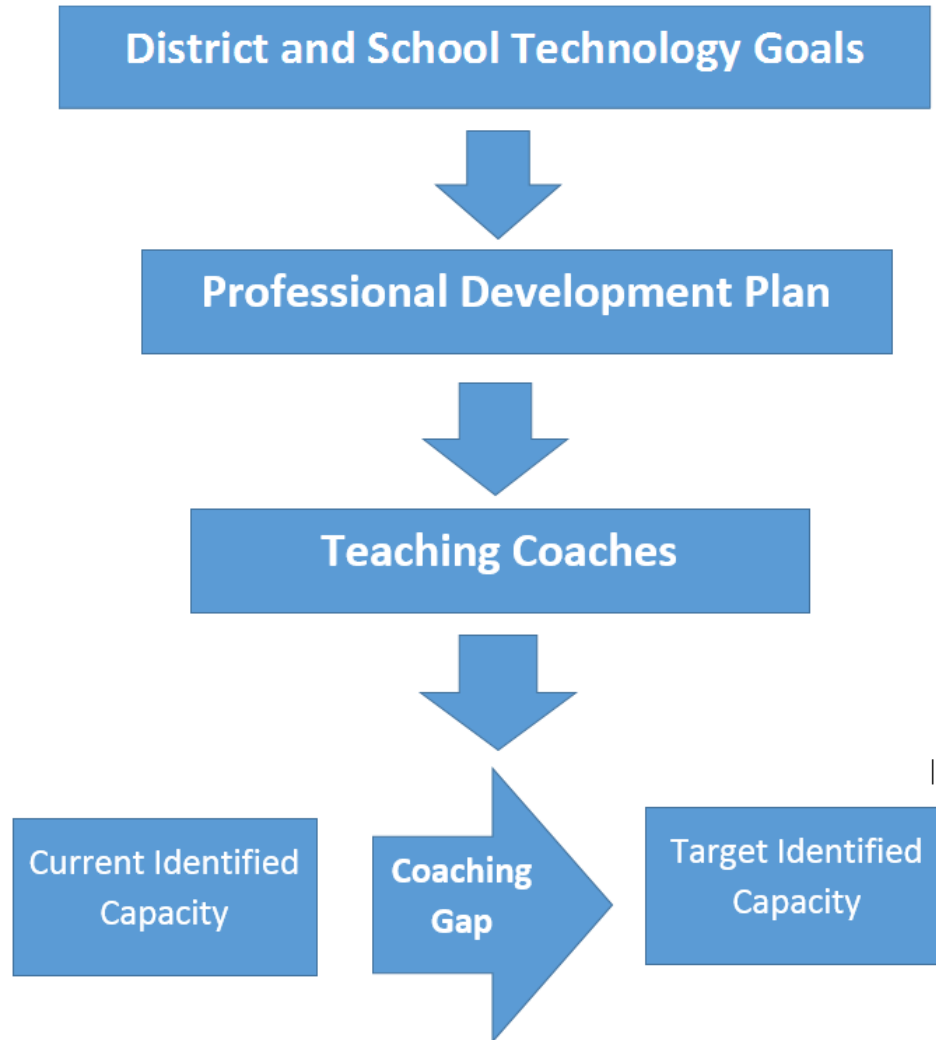 District and School Technology Goals
Professional Development Plan
Teaching Coaches
Current Identified
Capacity
Coaching
Gap
Target Identified
Capacity